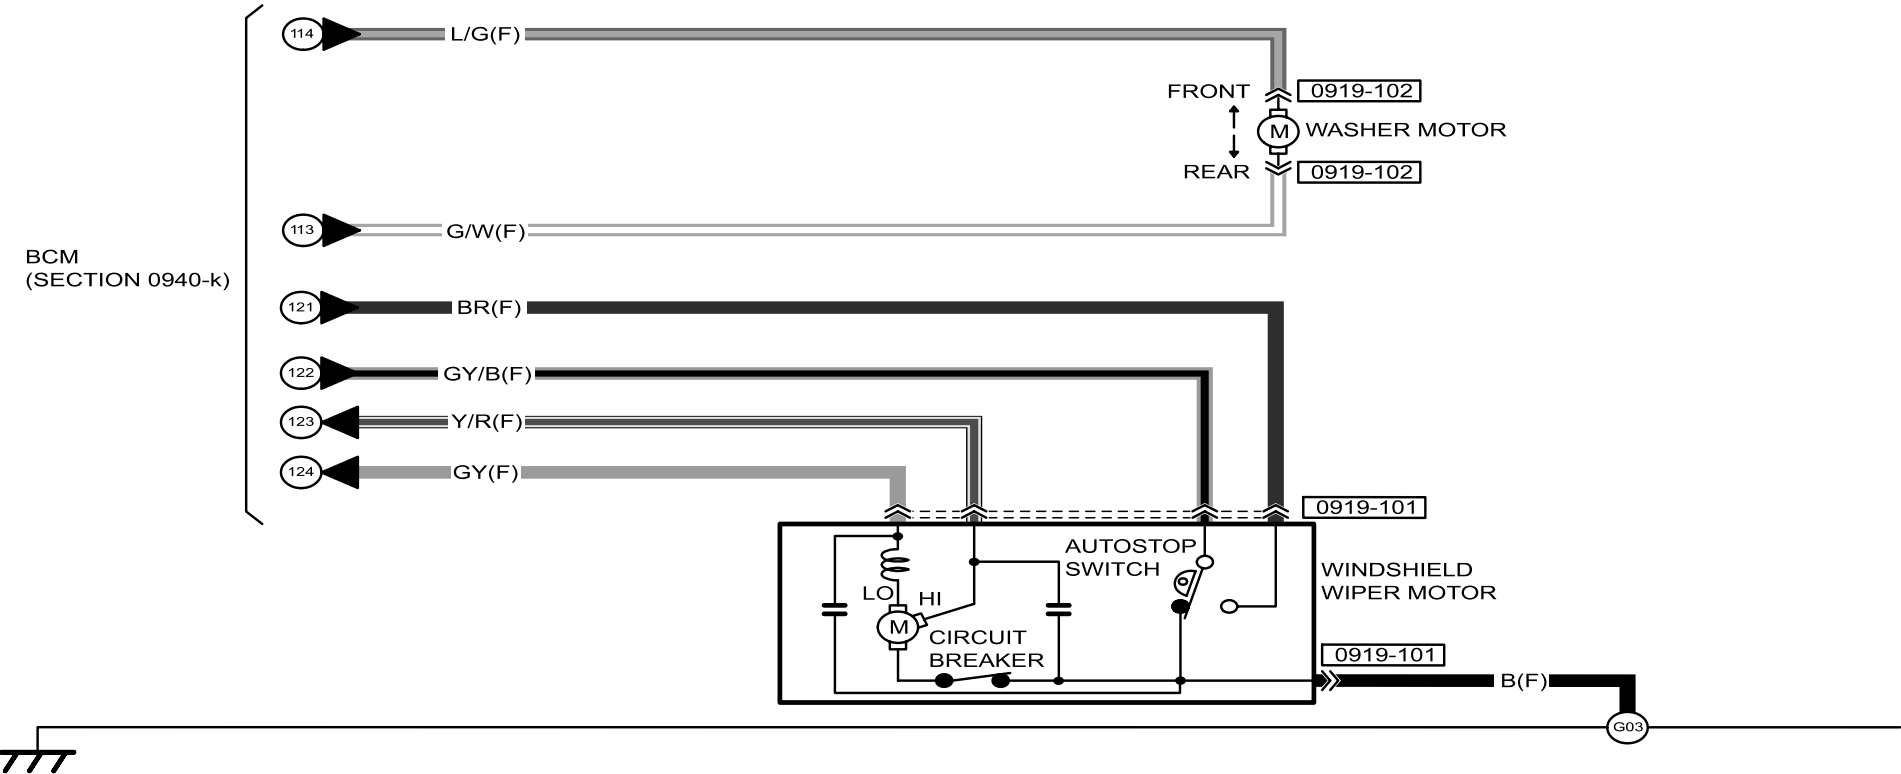 114
L/G(F)
FRONT
0919-102
M
WASHER MOTOR
REAR
0919-102
113
G/W(F)
BCM
(SECTION 0940-k)
121
BR(F)
122
GY/B(F)
123
Y/R(F)
124
GY(F)
0919-101
AUTOSTOP
SWITCH
WINDSHIELD
WIPER MOTOR
LO
HI
M
CIRCUIT
BREAKER
0919-101
B(F)
G03